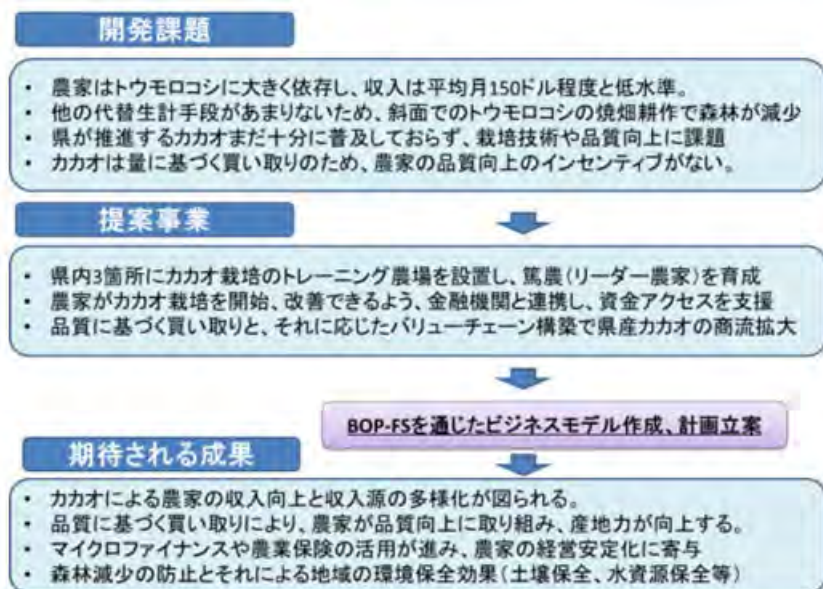 開発課題
• 農家はトウモロコシに大きく依存し、収入は平均月150ドル程度と低水準。
• 他の代替生計手段があまりないため、斜面でのトウモロコシの焼畑耕作で森林が減少
• 県が推進するカカオまだ十分に普及しておらず、栽培技術や品質向上に課題
• カカオは量に基づく買い取りのため、農家の品質向上のインセンティブがない。
提案事業
• 県内3箇所にカカオ栽培のトレーニング農場を設置し、篤農(リーダー農家)を育成
• 農家がカカオ栽培を開始、改善できるよう、金融機関と連携し、資金アクセスを支援
• 品質に基づく買い取りと、それに応じたバリューチェーン構築で県産カカオの商流拡大
BOP-FSを通じたビジネスモデル作成、計画立案
期待される成果
• カカオによる農家の収入向上と収入源の多様化が図られる。
• 品質に基づく買い取りにより、農家が品質向上に取り組み、産地力が向上する。
• マイクロファイナンスや農業保険の活用が進み、農家の経営安定化に寄与
• 森林減少の防止とそれによる地域の環境保全効果(土壌保全、水資源保全等)